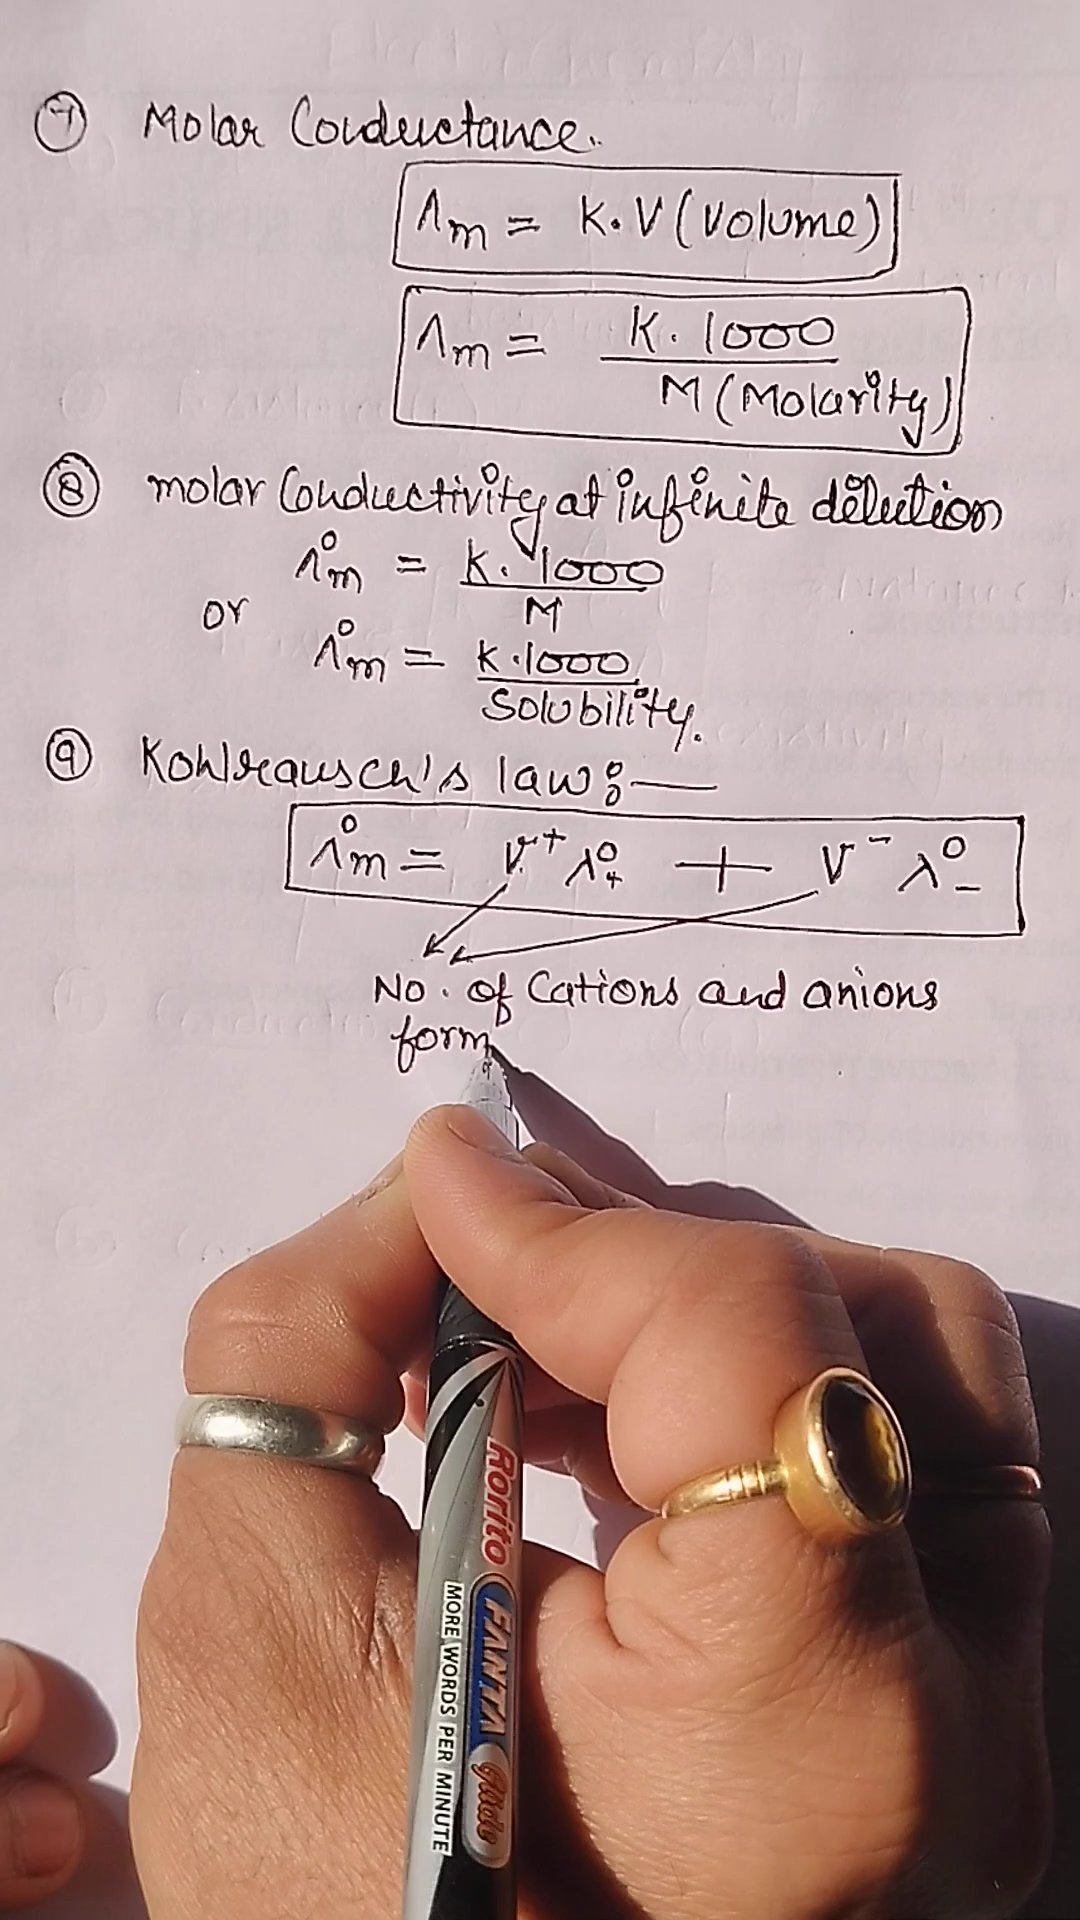 ⑦ Molar Conductance.
Λm = K.V (Volume)
Λm = K. 1000
M (Molarity)
⑧ molar Conductivity at infinite dilution
Λ°m = K. 1000
M
or
Λ°m = K.1000
Solubility.
⑨ Kohlrausch's law:—
Λ°m = V⁺ λ°₊ + V⁻ λ°₋
No. of Cations and anions
form
Rorito
FANTA Glide
MORE WORDS PER MINUTE